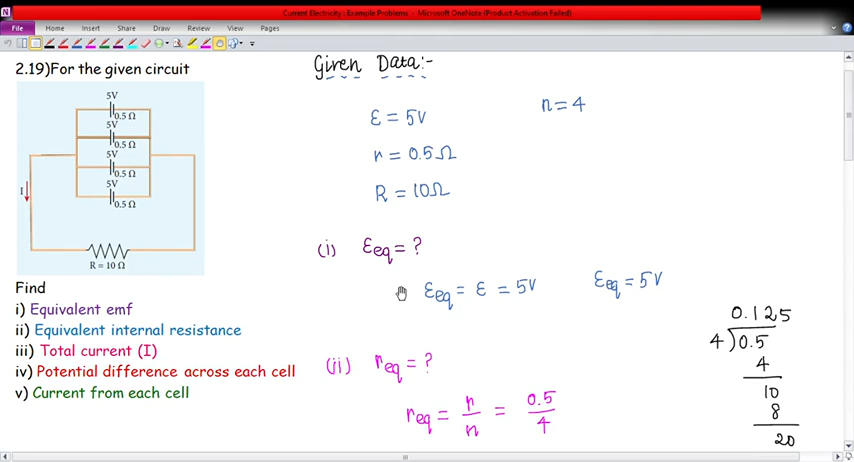 Current Electricity : Example Problems - Microsoft OneNote (Product Activation Failed)
File Home Insert Share Draw Review View
2.19)For the given circuit
5V
0.5 Ω
5V
0.5 Ω
5V
0.5 Ω
5V
0.5 Ω
I
R = 10 Ω
Find
i) Equivalent emf
ii) Equivalent internal resistance
iii) Total current (I)
iv) Potential difference across each cell
v) Current from each cell
Given Data:-
ε = 5V n = 4
r = 0.5Ω
R = 10Ω
(i) εeq = ?
εeq = ε = 5V εeq = 5V
(ii) req = ?
req = r/n = 0.5/4
0.125
4)0.5
4
10
8
20